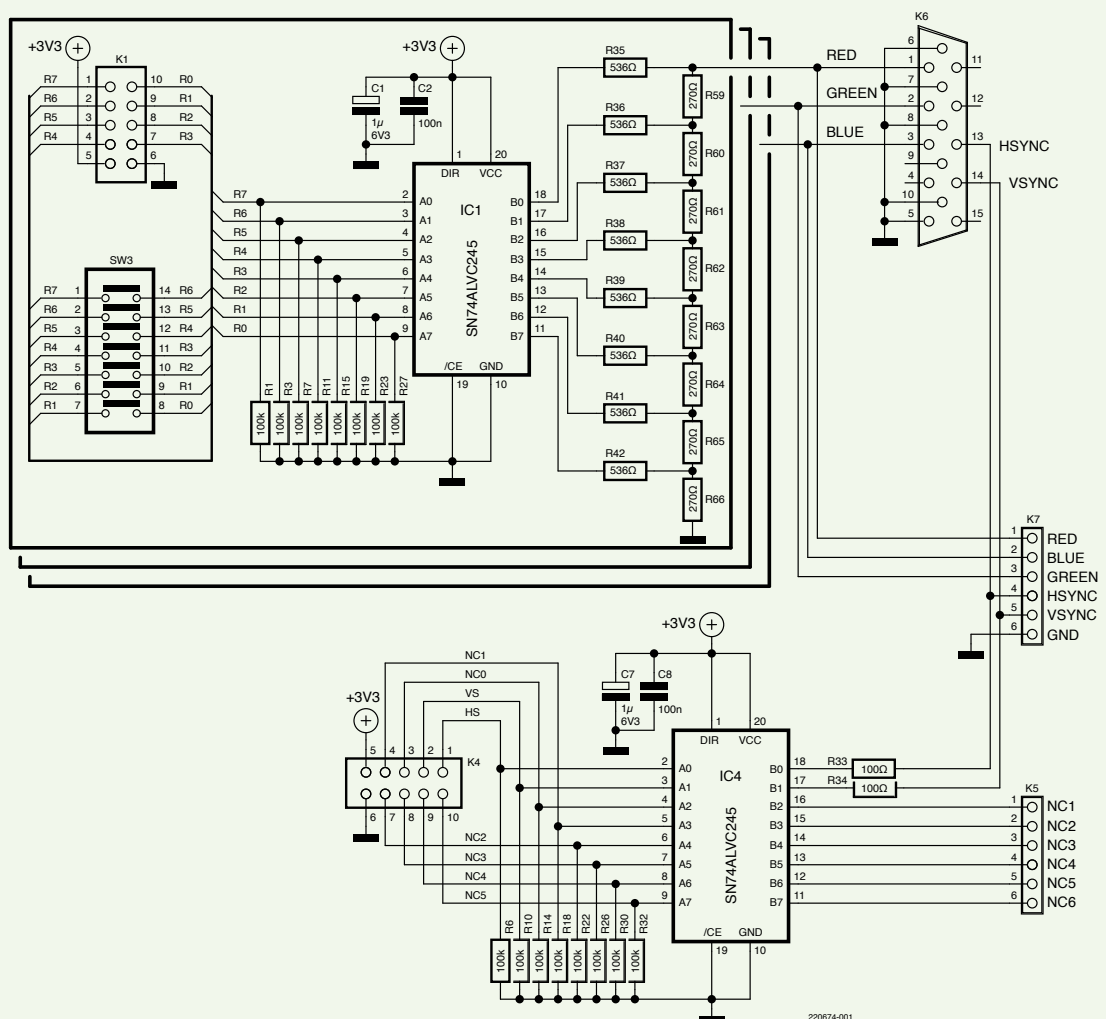 +3V3
K1
R7 1 10 R0
R6 2 9 R1
R5 3 8 R2
R4 4 7 R3
5 6
SW3
R7 1 14 R6
R6 2 13 R5
R5 3 12 R4
R4 4 11 R3
R3 5 10 R2
R2 6 9 R1
R1 7 8 R0
+3V3
C1
1µ
6V3
C2
100n
1 20
DIR VCC
IC1
SN74ALVC245
R7 2 A0 B0 18
R6 3 A1 B1 17
R5 4 A2 B2 16
R4 5 A3 B3 15
R3 6 A4 B4 14
R2 7 A5 B5 13
R1 8 A6 B6 12
R0 9 A7 B7 11
/CE GND
19 10
R1 R3 R7 R11 R15 R19 R23 R27
100k 100k 100k 100k 100k 100k 100k 100k
R35
536Ω
R36
536Ω
R37
536Ω
R38
536Ω
R39
536Ω
R40
536Ω
R41
536Ω
R42
536Ω
270Ω R59
270Ω R60
270Ω R61
270Ω R62
270Ω R63
270Ω R64
270Ω R65
270Ω R66
RED
GREEN
BLUE
K6
6
1 11
7
2 12
8
3 13 HSYNC
9
4 14 VSYNC
10
5 15
K7
1 RED
2 BLUE
3 GREEN
4 HSYNC
5 VSYNC
6 GND
+3V3
NC1
NC0
VS
HS
+3V3
5 4 3 2 1
K4
6 7 8 9 10
NC2
NC3
NC4
NC5
C7
1µ
6V3
C8
100n
1 20
DIR VCC
IC4
SN74ALVC245
2 A0 B0 18
3 A1 B1 17
4 A2 B2 16
5 A3 B3 15
6 A4 B4 14
7 A5 B5 13
8 A6 B6 12
9 A7 B7 11
/CE GND
19 10
R6 R10 R14 R18 R22 R26 R30 R32
100k 100k 100k 100k 100k 100k 100k 100k
R33 100Ω
R34 100Ω
K5
1 NC1
2 NC2
3 NC3
4 NC4
5 NC5
6 NC6
220674-001